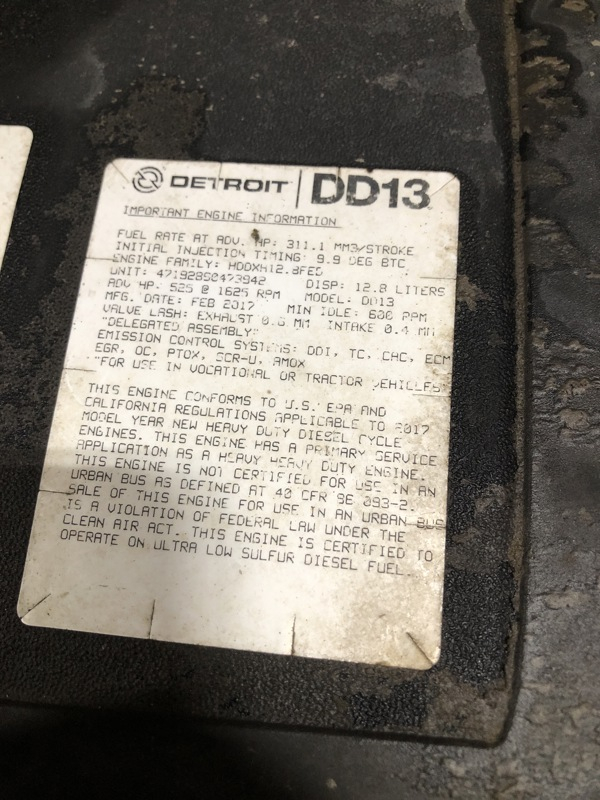 DETROIT DD13
IMPORTANT ENGINE INFORMATION
FUEL RATE AT ADV. HP: 311.1 MM3/STROKE
INITIAL INJECTION TIMING: 9.9 DEG BTC
ENGINE FAMILY: HDDXH12.8FED
UNIT: 471928S0473942 DISP: 12.8 LITERS
ADV HP: 525 @ 1625 RPM MODEL: DD13
MFG. DATE: FEB 2017 MIN IDLE: 600 RPM
VALVE LASH: EXHAUST 0.6 MM INTAKE 0.4 MM
"DELEGATED ASSEMBLY"
EMISSION CONTROL SYSTEMS: DDI, TC, CAC, ECM
EGR, OC, PTOX, SCR-U, AMOX
"FOR USE IN VOCATIONAL OR TRACTOR VEHICLES"
THIS ENGINE CONFORMS TO U.S. EPA AND
CALIFORNIA REGULATIONS APPLICABLE TO 2017
MODEL YEAR NEW HEAVY DUTY DIESEL CYCLE
ENGINES. THIS ENGINE HAS A PRIMARY SERVICE
APPLICATION AS A HEAVY HEAVY DUTY ENGINE.
THIS ENGINE IS NOT CERTIFIED FOR USE IN AN
URBAN BUS AS DEFINED AT 40 CFR 86 093-2.
SALE OF THIS ENGINE FOR USE IN AN URBAN BUS
IS A VIOLATION OF FEDERAL LAW UNDER THE
CLEAN AIR ACT. THIS ENGINE IS CERTIFIED TO
OPERATE ON ULTRA LOW SULFUR DIESEL FUEL.